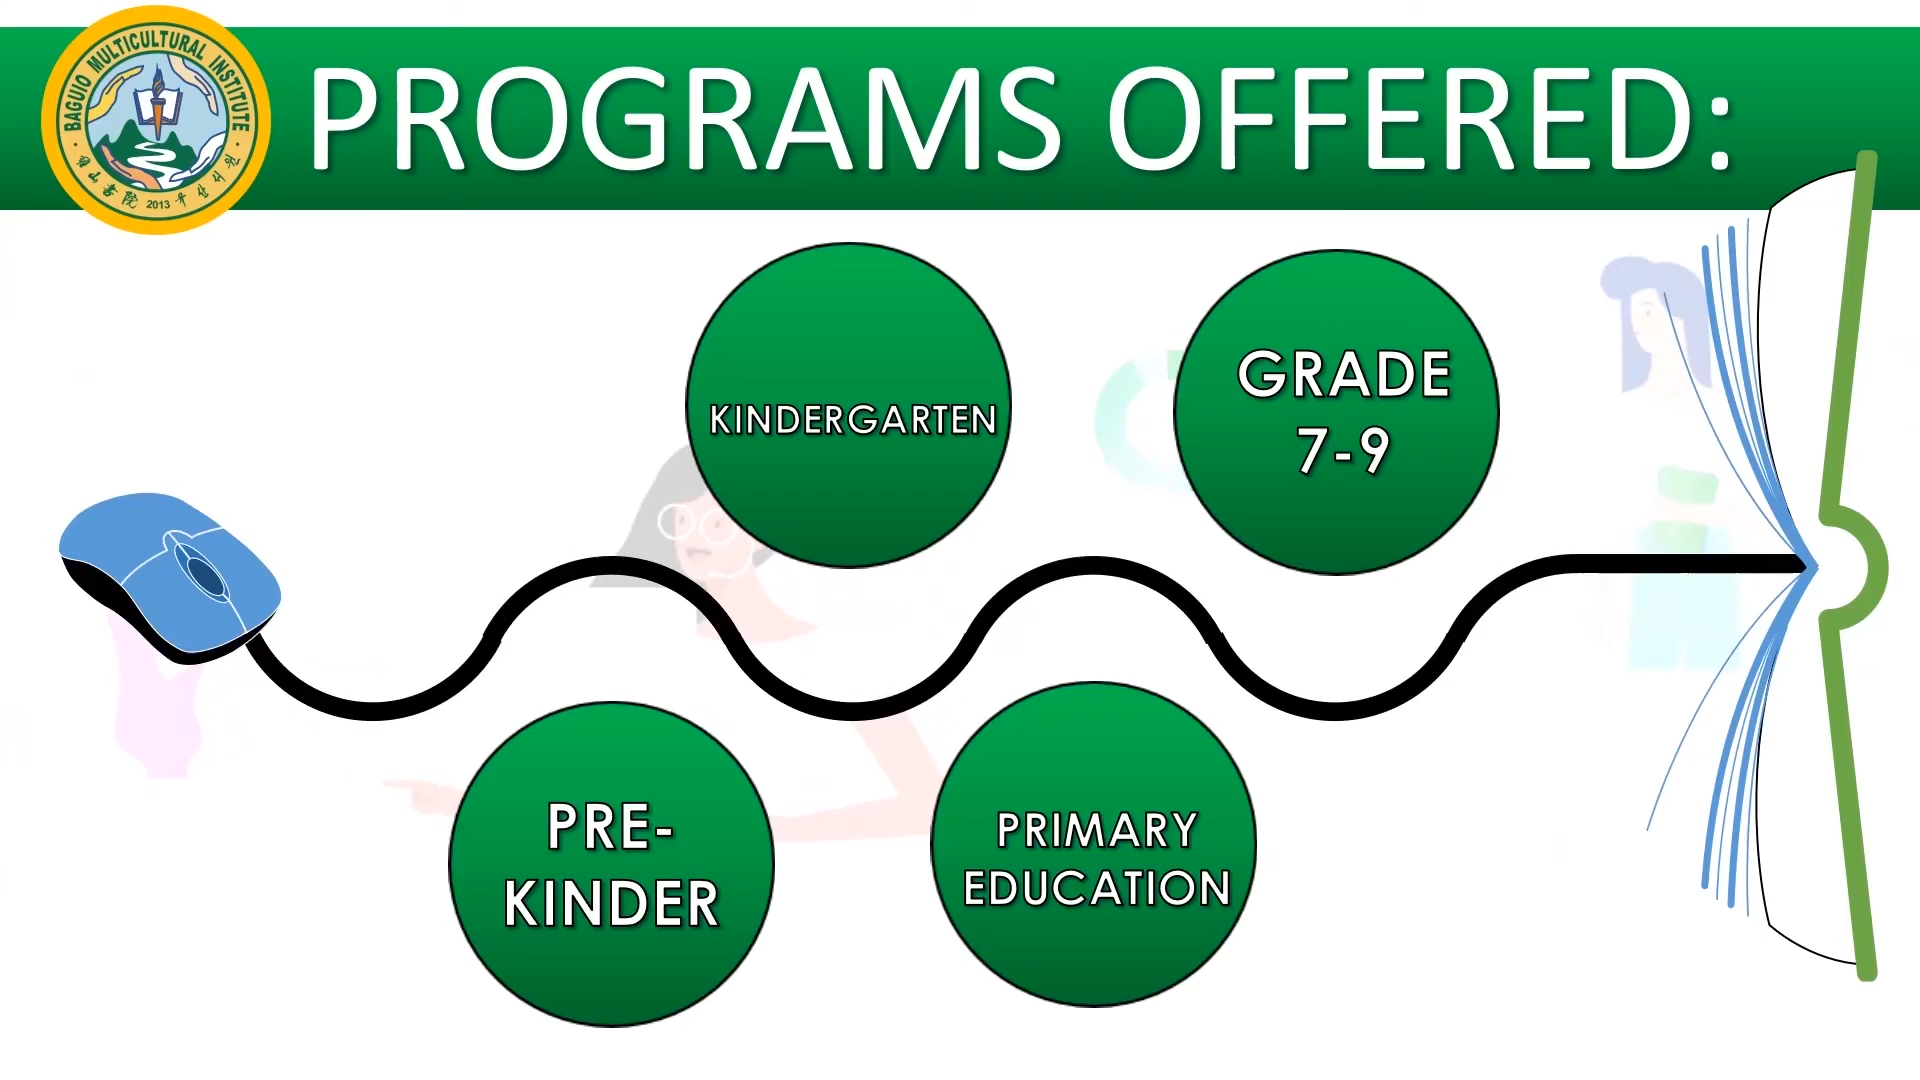 BAGUIO MULTICULTURAL INSTITUTE
2013
PROGRAMS OFFERED:
KINDERGARTEN
GRADE
7-9
PRE-
KINDER
PRIMARY
EDUCATION